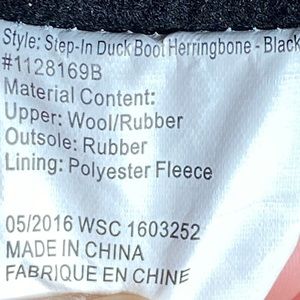 Style: Step-In Duck Boot Herringbone - Black
#1128169B
Material Content:
Upper: Wool/Rubber
Outsole: Rubber
Lining: Polyester Fleece
05/2016 WSC 1603252
MADE IN CHINA
FABRIQUE EN CHINE